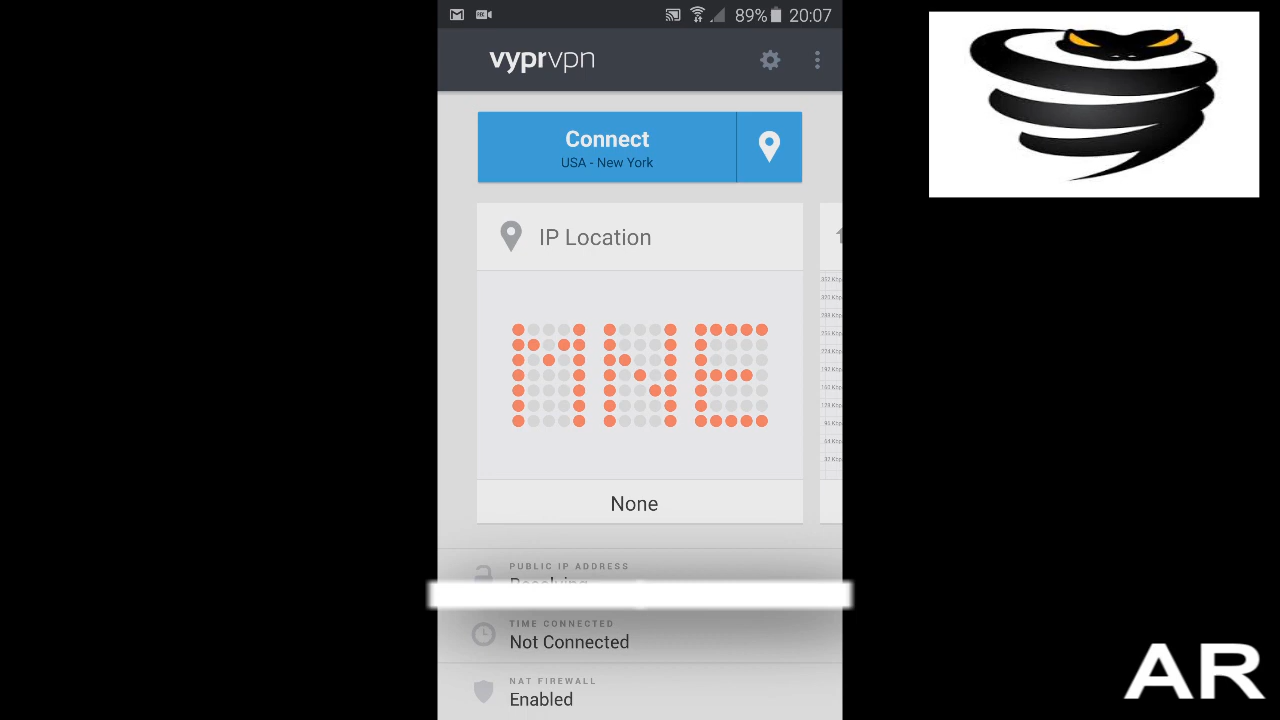 89% 20:07
vyprvpn
Connect
USA - New York
IP Location
None
PUBLIC IP ADDRESS
TIME CONNECTED
Not Connected
NAT FIREWALL
Enabled
AR